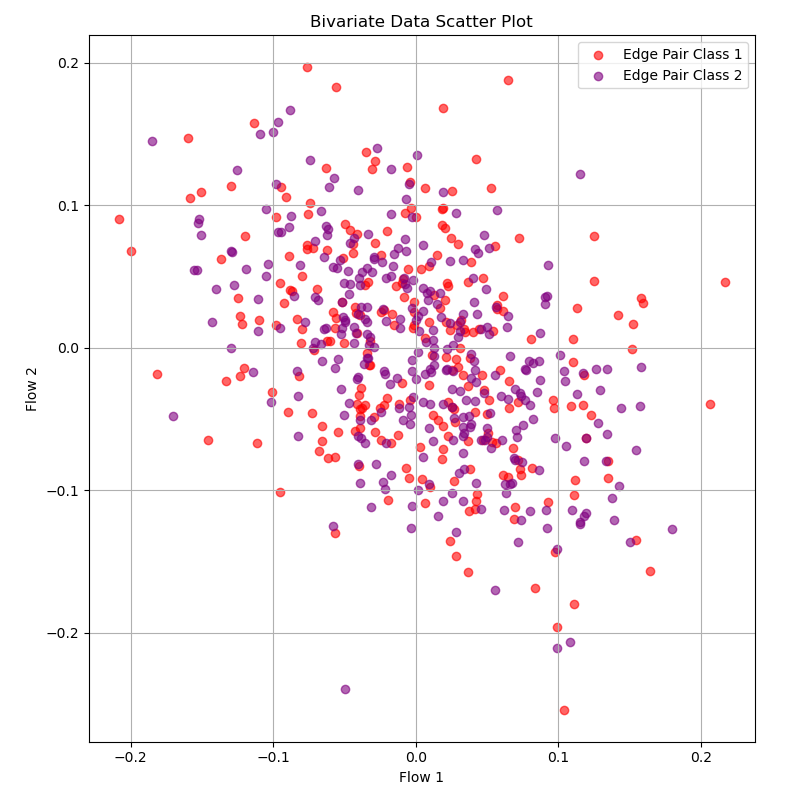 Bivariate Data Scatter Plot
Edge Pair Class 1
Edge Pair Class 2
0.2
0.1
0.0
−0.1
−0.2
Flow 2
−0.2
−0.1
0.0
0.1
0.2
Flow 1